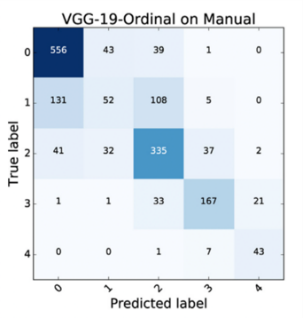 VGG-19-Ordinal on Manual
0 556 43 39 1 0
1 131 52 108 5 0
2 41 32 335 37 2
3 1 1 33 167 21
4 0 0 1 7 43
0 1 2 3 4
True label
Predicted label